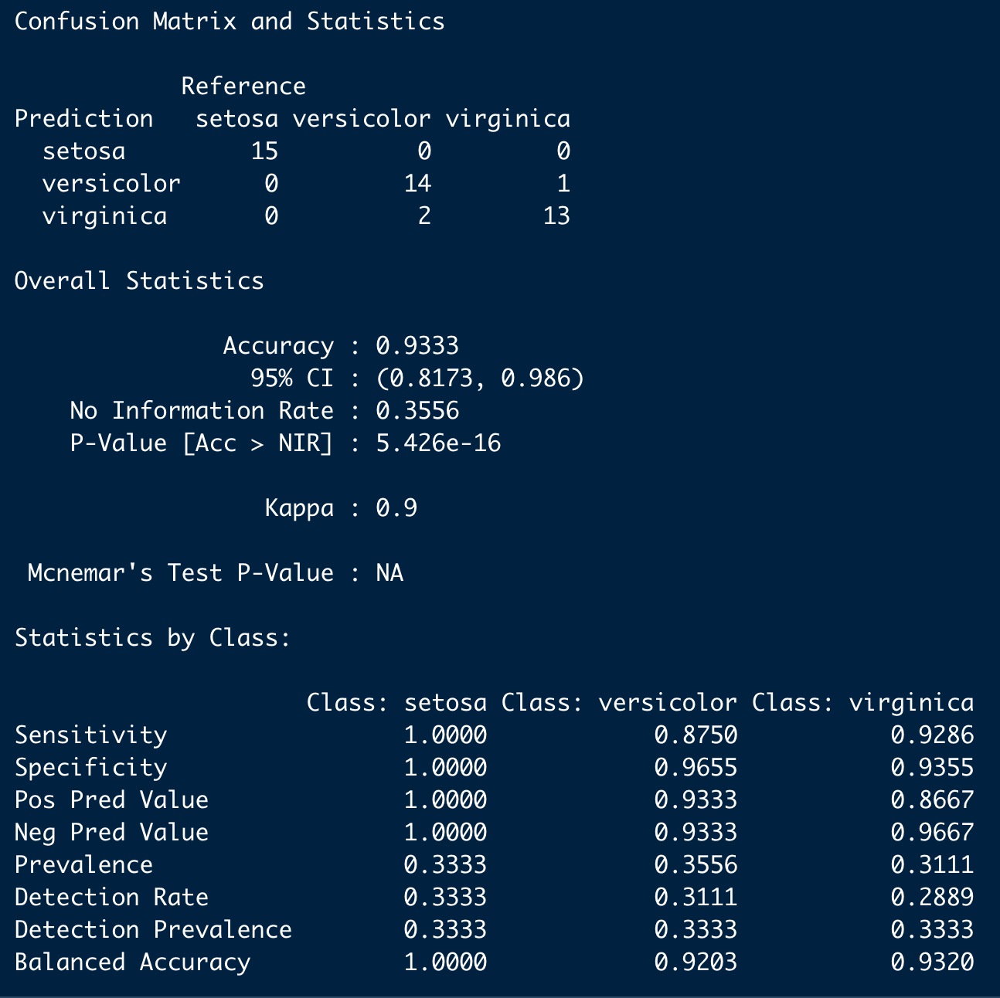 Confusion Matrix and Statistics
Reference
Prediction setosa versicolor virginica
setosa 15 0 0
versicolor 0 14 1
virginica 0 2 13
Overall Statistics
Accuracy : 0.9333
95% CI : (0.8173, 0.986)
No Information Rate : 0.3556
P-Value [Acc > NIR] : 5.426e-16
Kappa : 0.9
Mcnemar's Test P-Value : NA
Statistics by Class:
Class: setosa Class: versicolor Class: virginica
Sensitivity 1.0000 0.8750 0.9286
Specificity 1.0000 0.9655 0.9355
Pos Pred Value 1.0000 0.9333 0.8667
Neg Pred Value 1.0000 0.9333 0.9667
Prevalence 0.3333 0.3556 0.3111
Detection Rate 0.3333 0.3111 0.2889
Detection Prevalence 0.3333 0.3333 0.3333
Balanced Accuracy 1.0000 0.9203 0.9320